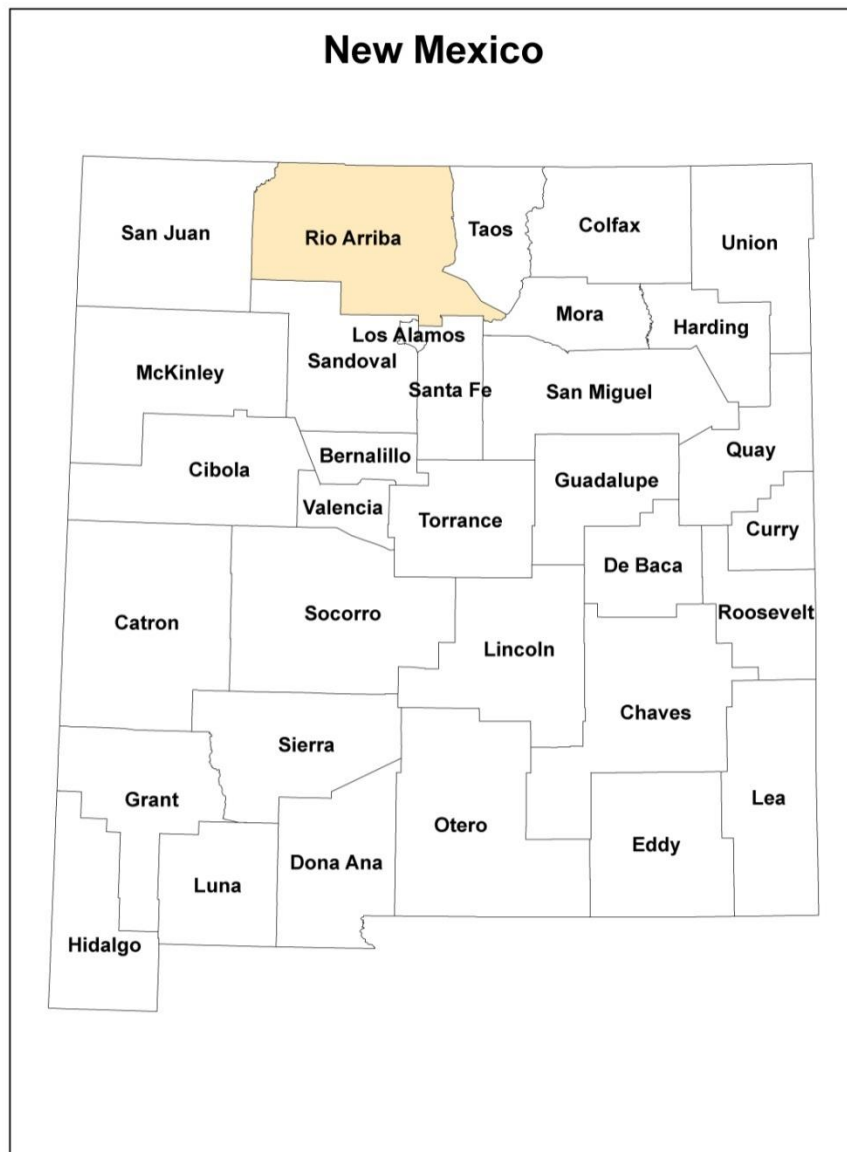 New Mexico
San Juan
Rio Arriba
Taos
Colfax
Union
Mora
Harding
Los Alamos
Sandoval
McKinley
Santa Fe
San Miguel
Quay
Bernalillo
Cibola
Guadalupe
Valencia
Torrance
Curry
De Baca
Catron
Socorro
Roosevelt
Lincoln
Chaves
Sierra
Grant
Lea
Otero
Eddy
Dona Ana
Luna
Hidalgo